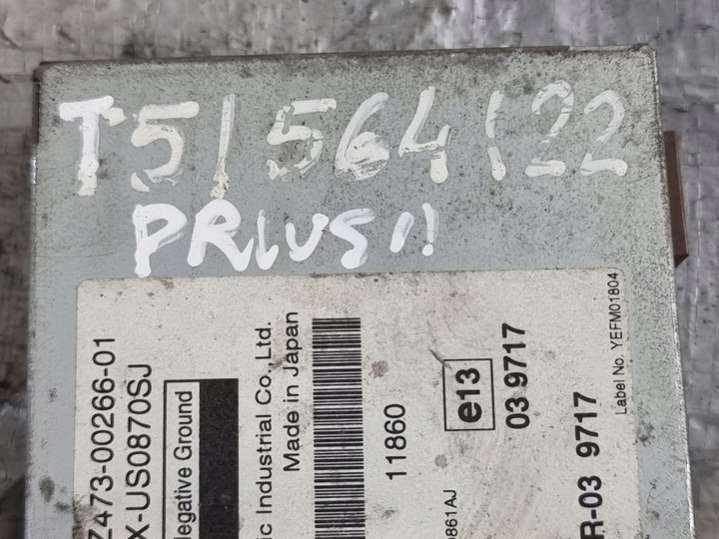 T51564122
PRIUS II
Z473-00266-01
X-US0870SJ
Negative Ground
ic Industrial Co.,Ltd.
Made in Japan
11860
e13
03 9717
0861AJ
R-03 9717
Label No. YEFM01804